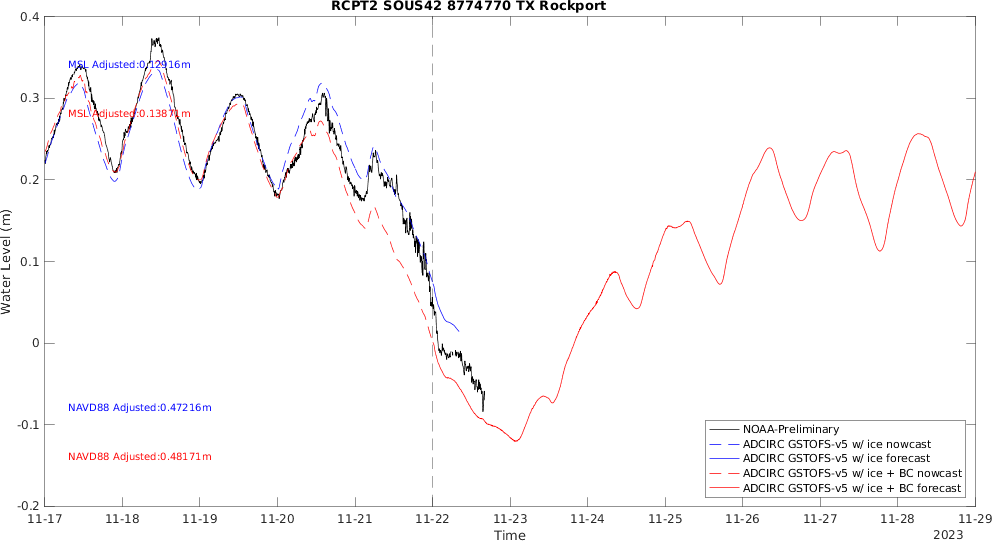 RCPT2 SOUS42 8774770 TX Rockport
0.4
0.3
0.2
0.1
0
-0.1
-0.2
Water Level (m)
MSL Adjusted:0.12916m
MSL Adjusted:0.13871m
NAVD88 Adjusted:0.47216m
NAVD88 Adjusted:0.48171m
NOAA-Preliminary
ADCIRC GSTOFS-v5 w/ ice nowcast
ADCIRC GSTOFS-v5 w/ ice forecast
ADCIRC GSTOFS-v5 w/ ice + BC nowcast
ADCIRC GSTOFS-v5 w/ ice + BC forecast
11-17 11-18 11-19 11-20 11-21 11-22 11-23 11-24 11-25 11-26 11-27 11-28 11-29
Time
2023